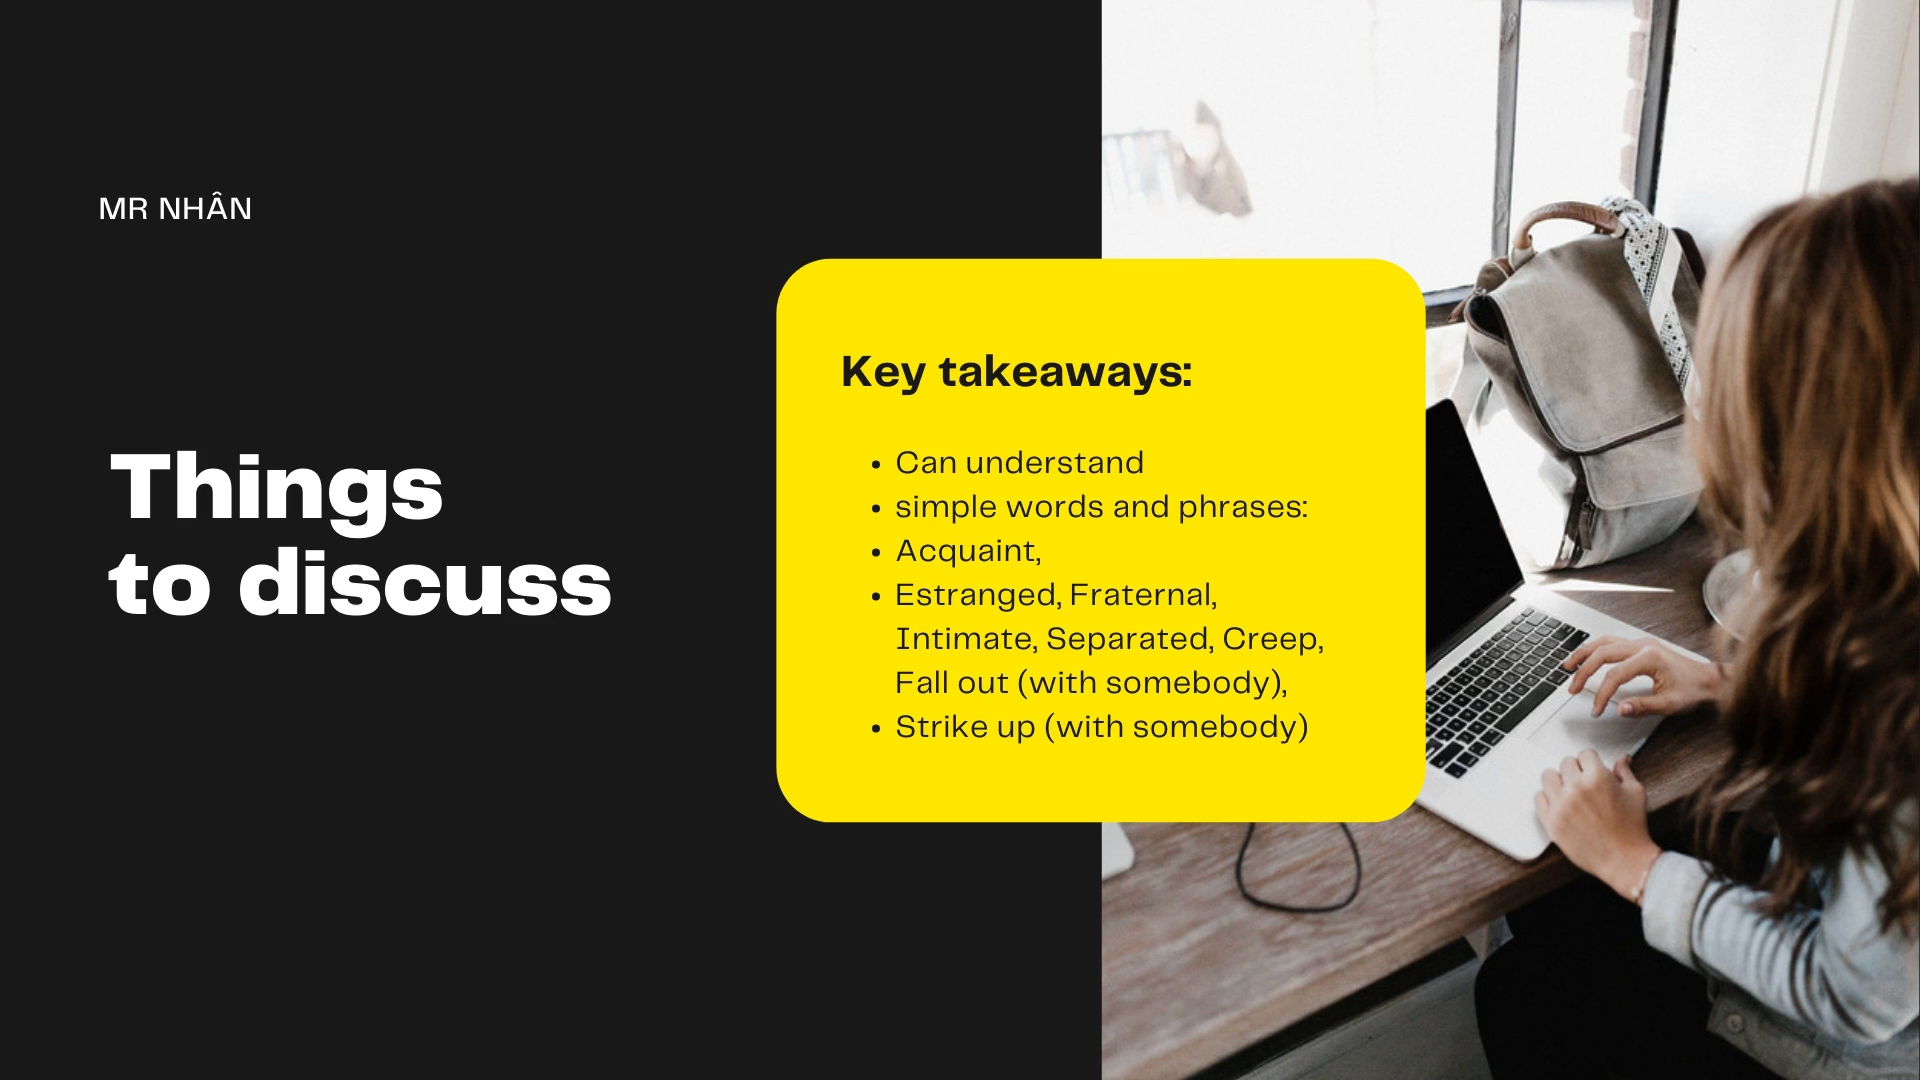 MR NHÂN
Things
to discuss
Key takeaways:
• Can understand
• simple words and phrases:
• Acquaint,
• Estranged, Fraternal,
Intimate, Separated, Creep,
Fall out (with somebody),
• Strike up (with somebody)